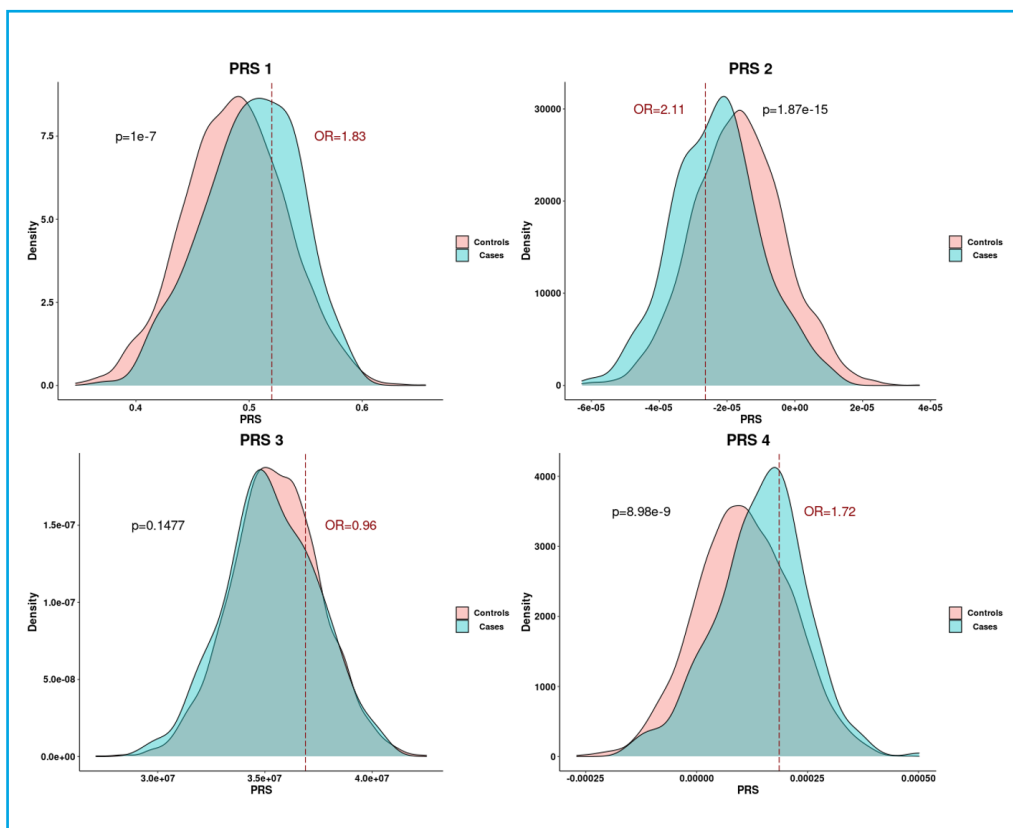 PRS 1
p=1e-7
OR=1.83
Density
7.5
5.0
2.5
0.0
0.4
0.5
0.6
PRS
Controls
Cases
PRS 2
OR=2.11
p=1.87e-15
Density
30000
20000
10000
0
-6e-05
-4e-05
-2e-05
0e+00
2e-05
4e-05
PRS
Controls
Cases
PRS 3
p=0.1477
OR=0.96
Density
1.5e-07
1.0e-07
5.0e-08
0.0e+00
3.0e+07
3.5e+07
4.0e+07
PRS
Controls
Cases
PRS 4
p=8.98e-9
OR=1.72
Density
4000
3000
2000
1000
0
-0.00025
0.00000
0.00025
0.00050
PRS
Controls
Cases